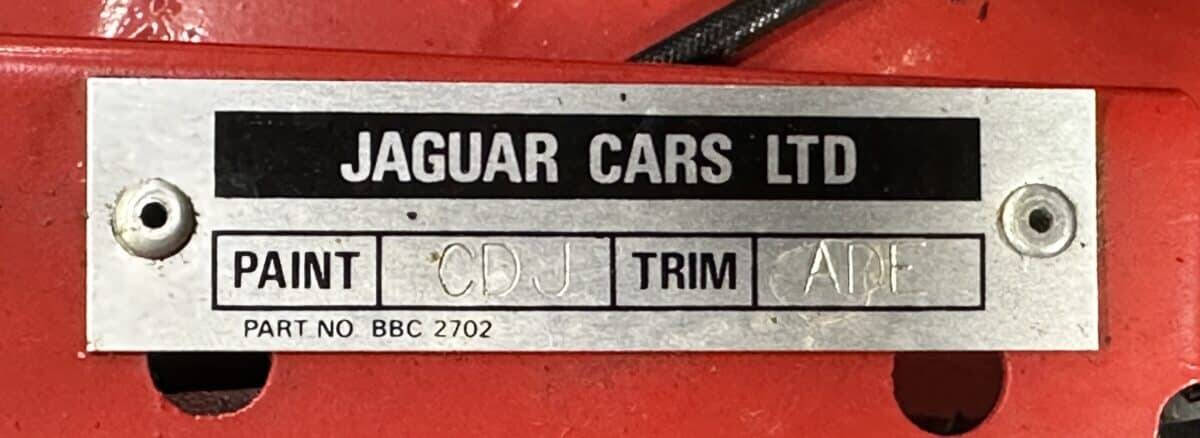 JAGUAR CARS LTD
PAINT CDJ TRIM ADE
PART NO BBC 2702